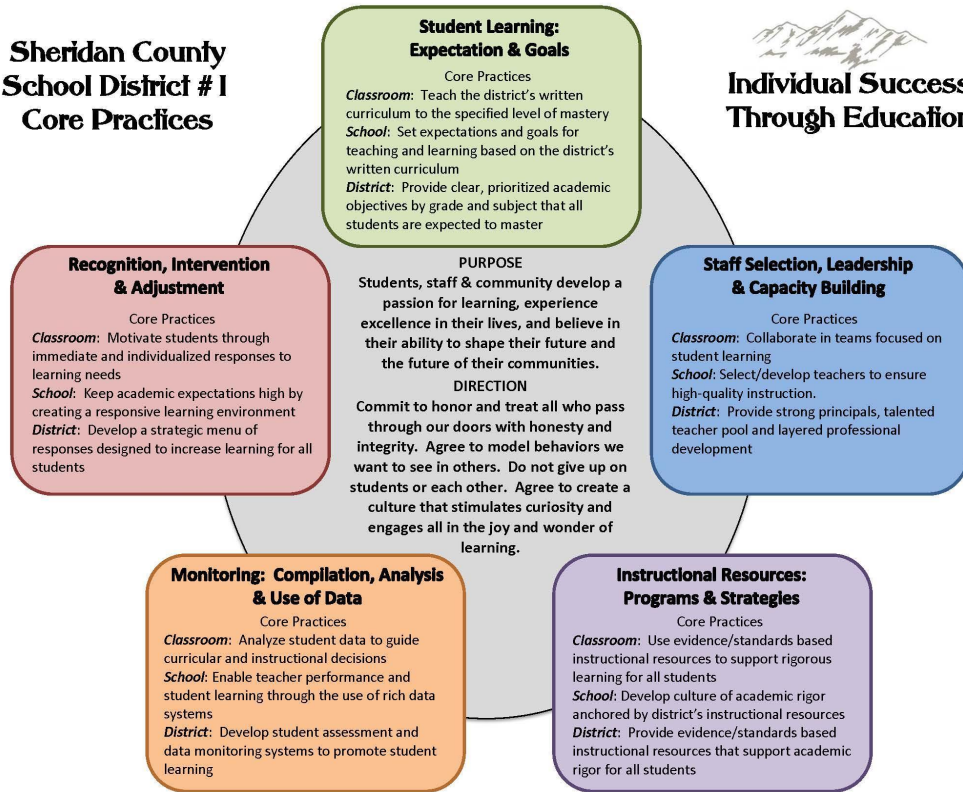 Sheridan County
School District # 1
Core Practices
Student Learning:
Expectation & Goals
Core Practices
Classroom: Teach the district's written
curriculum to the specified level of mastery
School: Set expectations and goals for
teaching and learning based on the district's
written curriculum
District: Provide clear, prioritized academic
objectives by grade and subject that all
students are expected to master
Individual Success
Through Education
Recognition, Intervention
& Adjustment
Core Practices
Classroom: Motivate students through
immediate and individualized responses to
learning needs
School: Keep academic expectations high by
creating a responsive learning environment
District: Develop a strategic menu of
responses designed to increase learning for all
students
PURPOSE
Students, staff & community develop a
passion for learning, experience
excellence in their lives, and believe in
their ability to shape their future and
the future of their communities.
DIRECTION
Commit to honor and treat all who pass
through our doors with honesty and
integrity. Agree to model behaviors we
want to see in others. Do not give up on
students or each other. Agree to create a
culture that stimulates curiosity and
engages all in the joy and wonder of
learning.
Staff Selection, Leadership
& Capacity Building
Core Practices
Classroom: Collaborate in teams focused on
student learning
School: Select/develop teachers to ensure
high-quality instruction.
District: Provide strong principals, talented
teacher pool and layered professional
development
Monitoring: Compilation, Analysis
& Use of Data
Core Practices
Classroom: Analyze student data to guide
curricular and instructional decisions
School: Enable teacher performance and
student learning through the use of rich data
systems
District: Develop student assessment and
data monitoring systems to promote student
learning
Instructional Resources:
Programs & Strategies
Core Practices
Classroom: Use evidence/standards based
instructional resources to support rigorous
learning for all students
School: Develop culture of academic rigor
anchored by district's instructional resources
District: Provide evidence/standards based
instructional resources that support academic
rigor for all students